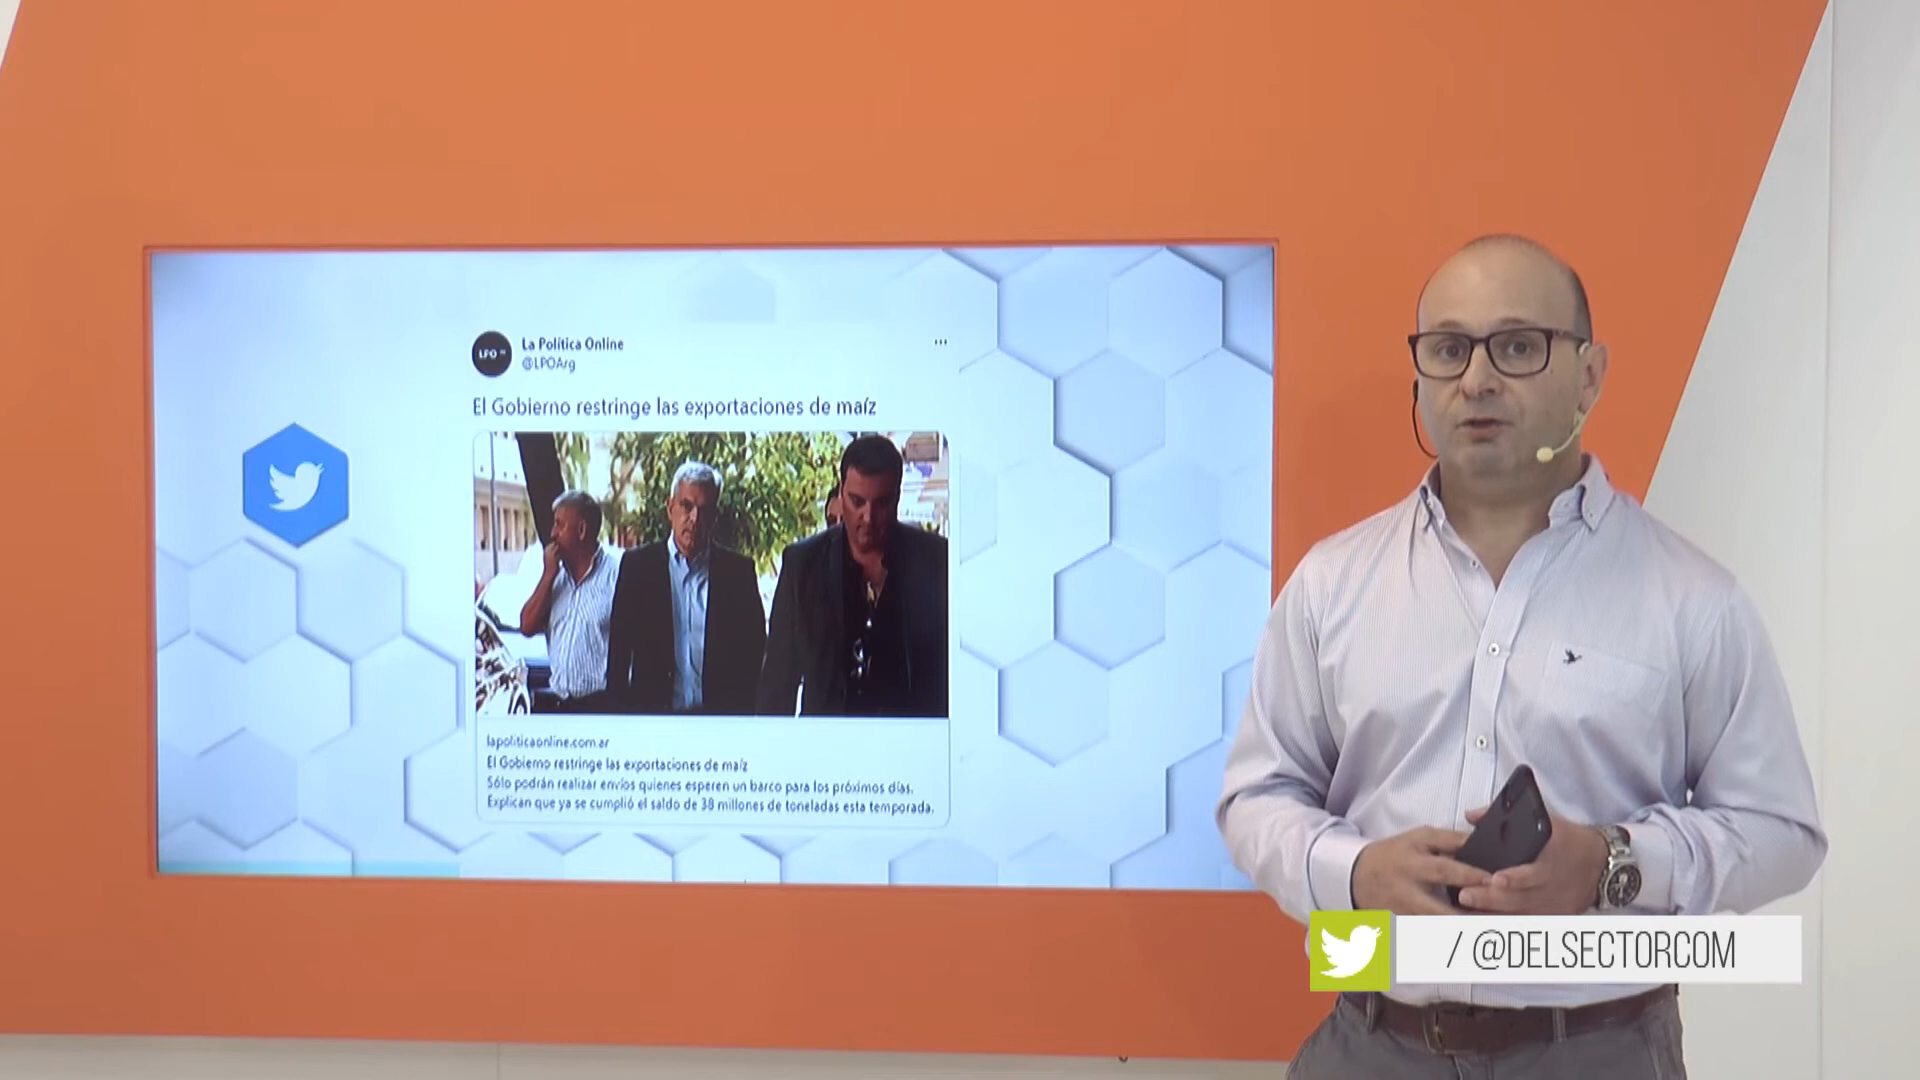 LPO
La Política Online
@LPOArg
El Gobierno restringe las exportaciones de maíz
lapoliticaonline.com.ar
El Gobierno restringe las exportaciones de maíz
Sólo podrán realizar envíos quienes esperen un barco para los próximos días.
Explican que ya se cumplió el saldo de 38 millones de toneladas esta temporada.
/ @DELSECTORCOM